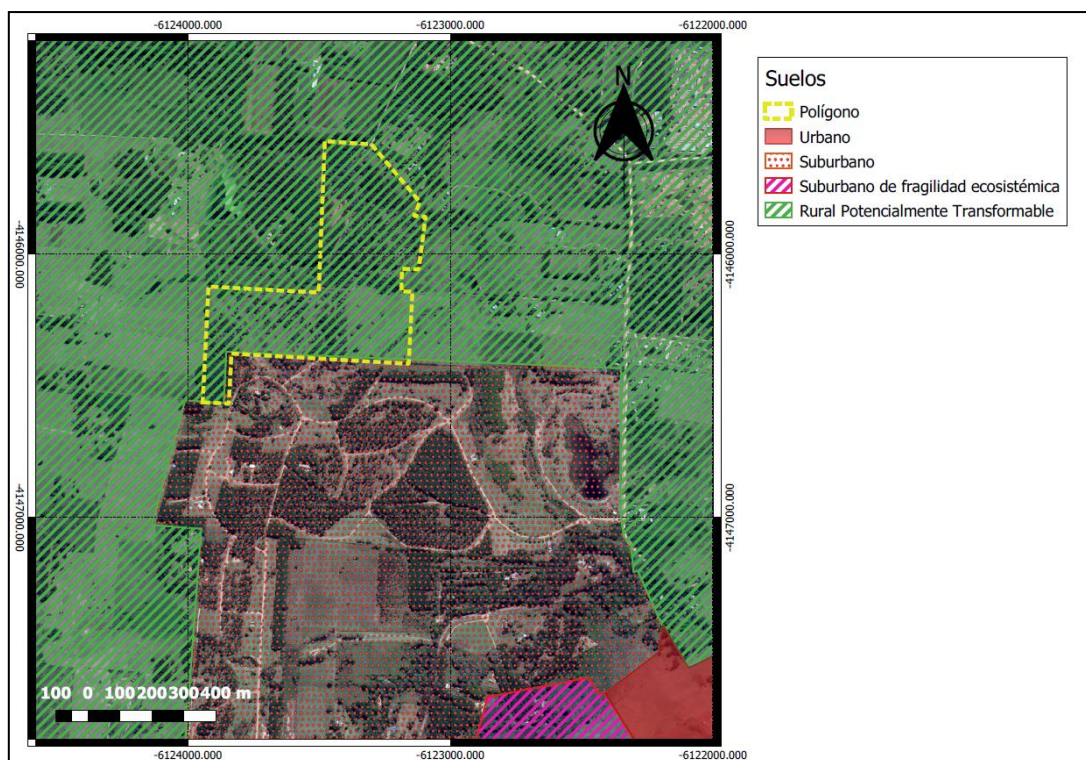 -6124000.000
-6123000.000
-6122000.000
N
-4146000.000
-4146000.000
-4147000.000
-4147000.000
100 0 100200300400 m
-6124000.000
-6123000.000
-6122000.000
Suelos
Polígono
Urbano
Suburbano
Suburbano de fragilidad ecosistémica
Rural Potencialmente Transformable